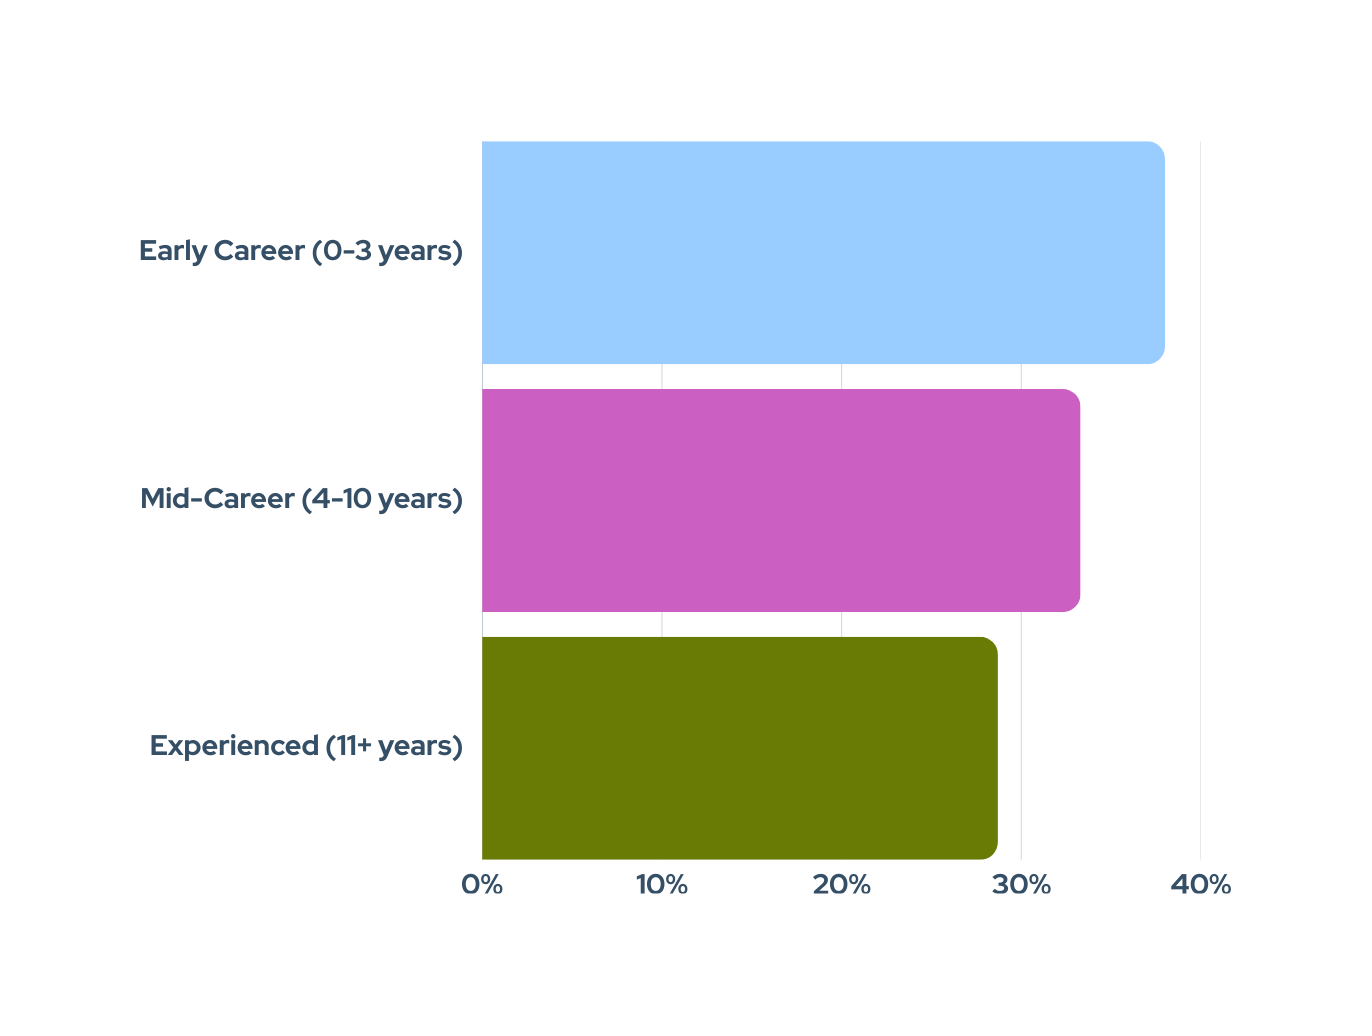 Early Career (0-3 years)
Mid-Career (4-10 years)
Experienced (11+ years)
0% 10% 20% 30% 40%